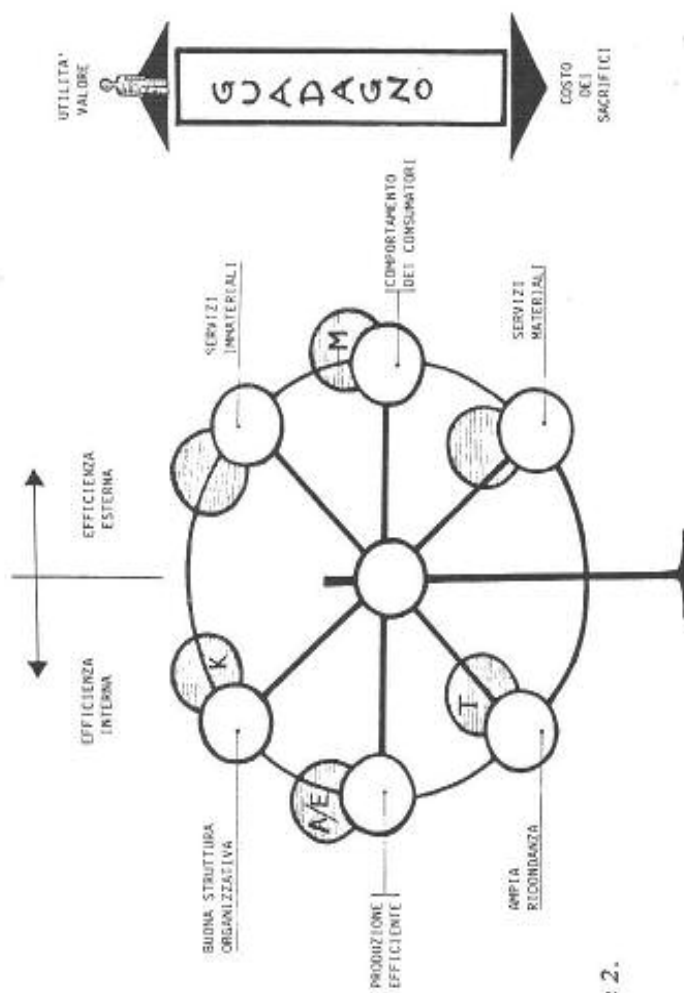 EFFICIENZA
INTERNA
EFFICIENZA
ESTERNA
UTILITA'
VALORE
BUONA STRUTTURA
ORGANIZZATIVA
K
SERVIZI
IMMATERIALI
GUADAGNO
PRODUZIONE
EFFICIENTE
A/E
M
COMPORTAMENTO
DEI CONSUMATORI
AMPIA
RICONDANZA
T
SERVIZI
MATERIALI
COSTO
DEI
SACRIFICI
2.